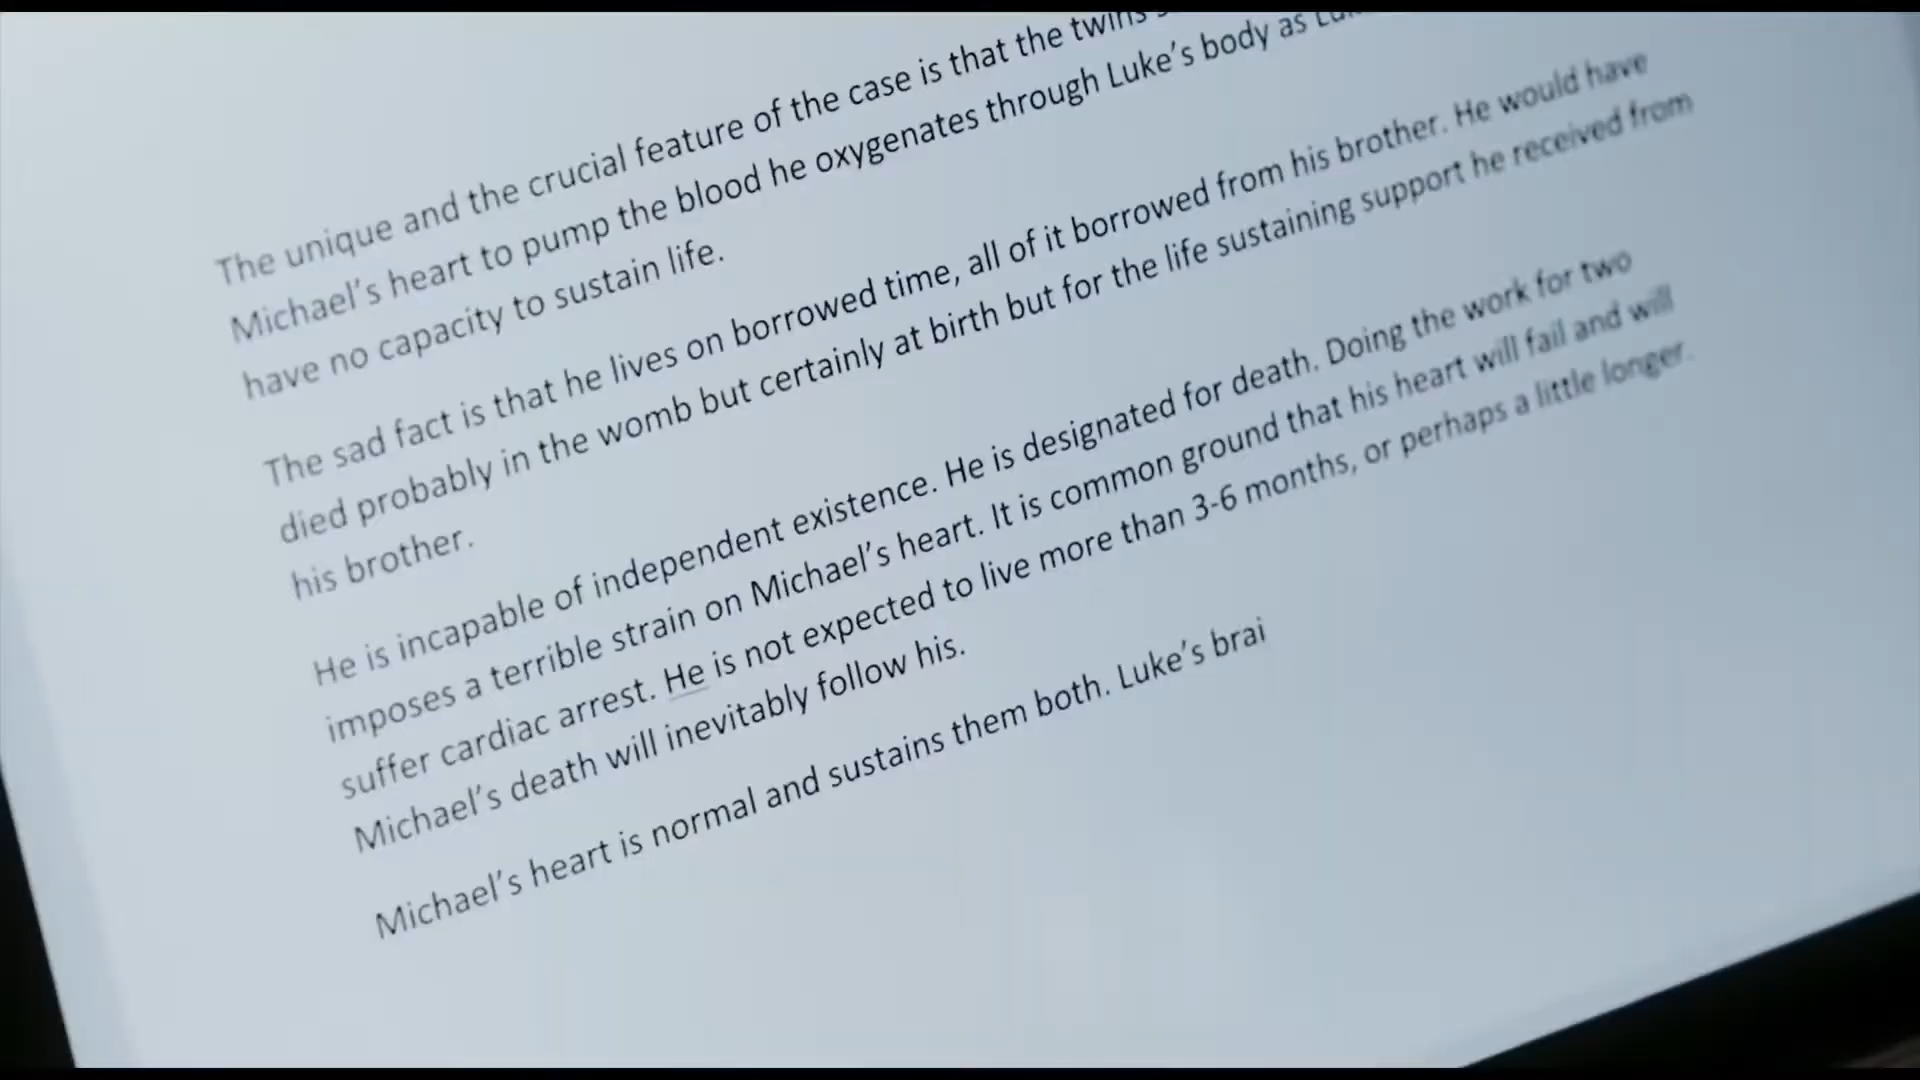 The unique and the crucial feature of the case is that the twins
Michael's heart to pump the blood he oxygenates through Luke's body as
have no capacity to sustain life.
The sad fact is that he lives on borrowed time, all of it borrowed from his brother. He would have
died probably in the womb but certainly at birth but for the life sustaining support he received from
his brother.
He is incapable of independent existence. He is designated for death. Doing the work for two
imposes a terrible strain on Michael's heart. It is common ground that his heart will fail and will
suffer cardiac arrest. He is not expected to live more than 3-6 months, or perhaps a little longer.
Michael's death will inevitably follow his.
Michael's heart is normal and sustains them both. Luke's brai